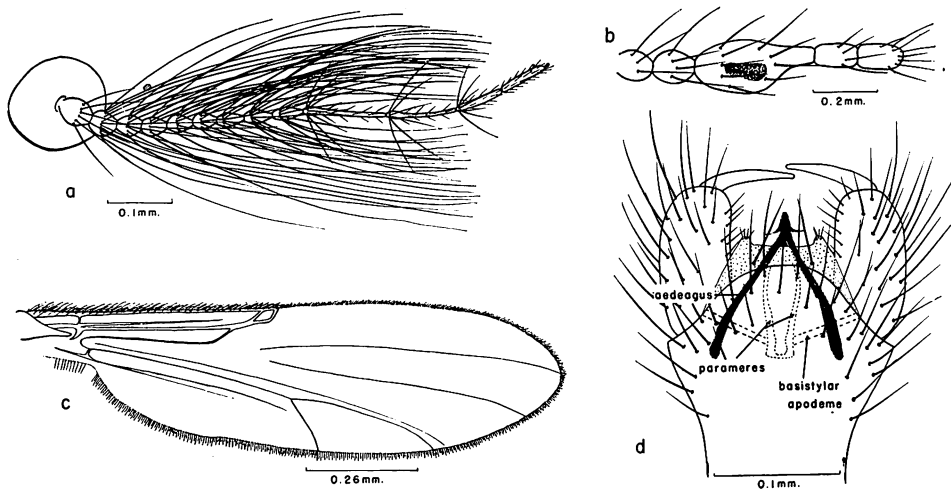 a
0.1mm.
b
0.2mm.
c
0.26mm.
aedeagus
parameres
basistylar
apodeme
d
0.1mm.